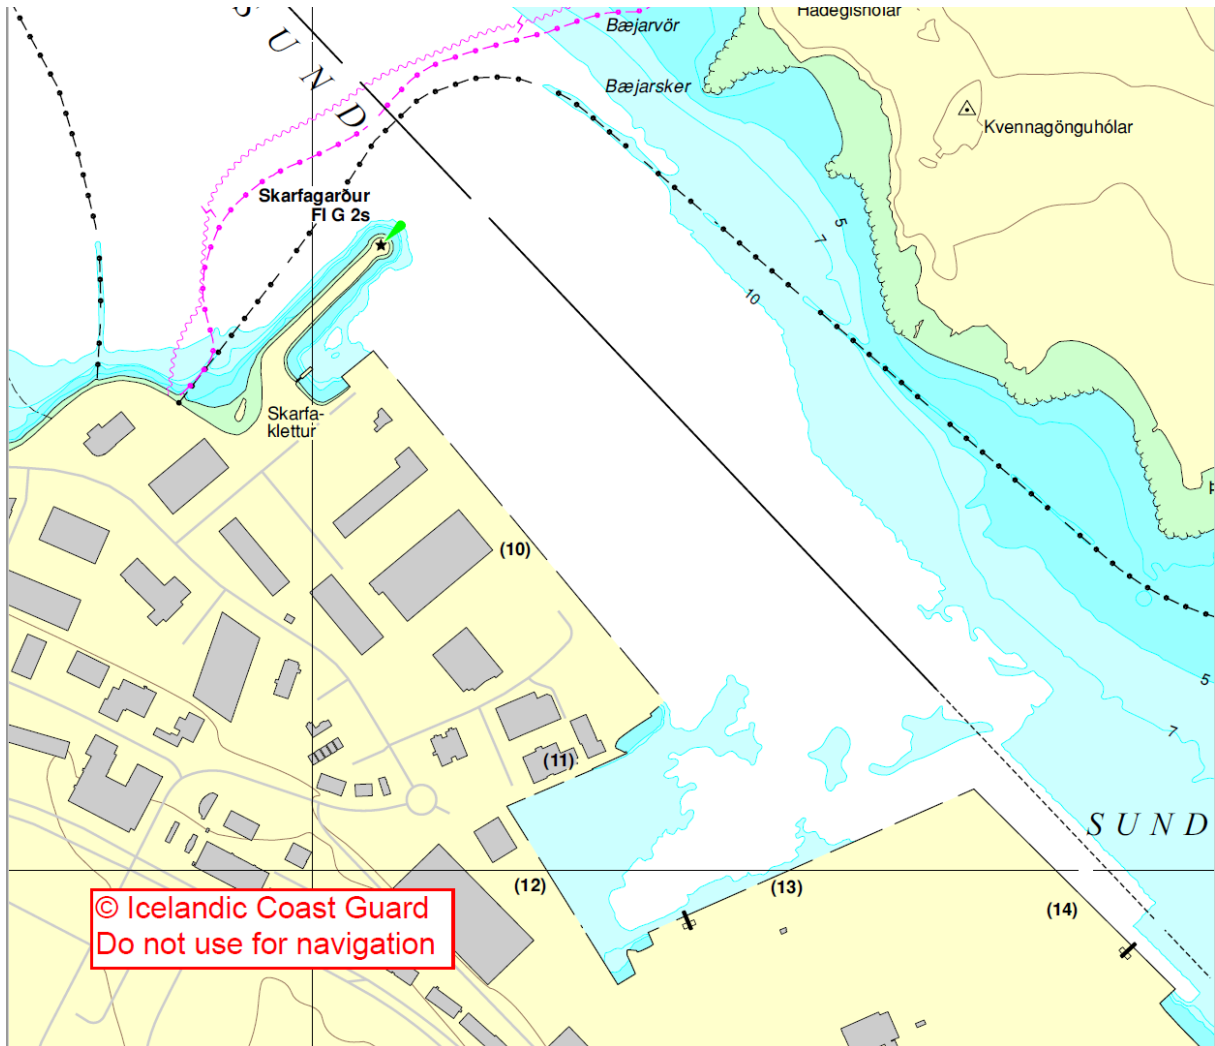 Hádegishólar
Bæjarvör
SUND
Bæjarsker
Kvennagönguhólar
Skarfagarður
Fl G 2s
5
7
10
Skarfa-
klettur
(10)
5
7
(11)
SUND
(12)
(13)
(14)
© Icelandic Coast Guard
Do not use for navigation